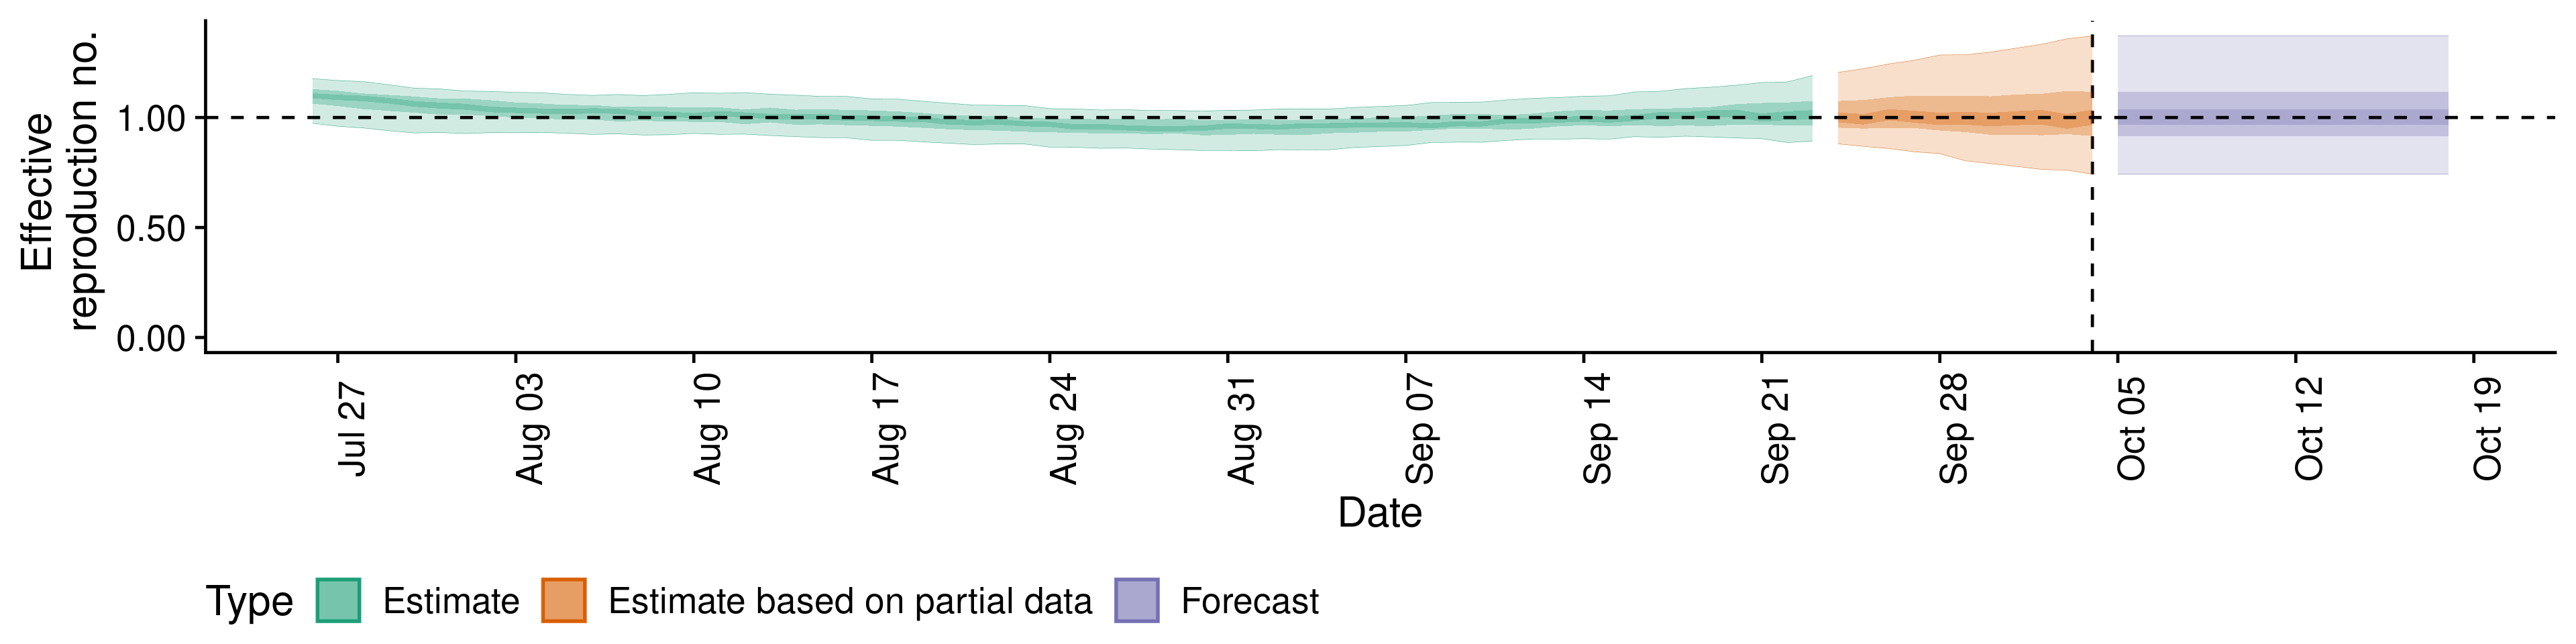 Effective
reproduction no.
1.00
0.50
0.00
Jul 27
Aug 03
Aug 10
Aug 17
Aug 24
Aug 31
Sep 07
Sep 14
Sep 21
Sep 28
Oct 05
Oct 12
Oct 19
Date
Type Estimate Estimate based on partial data Forecast